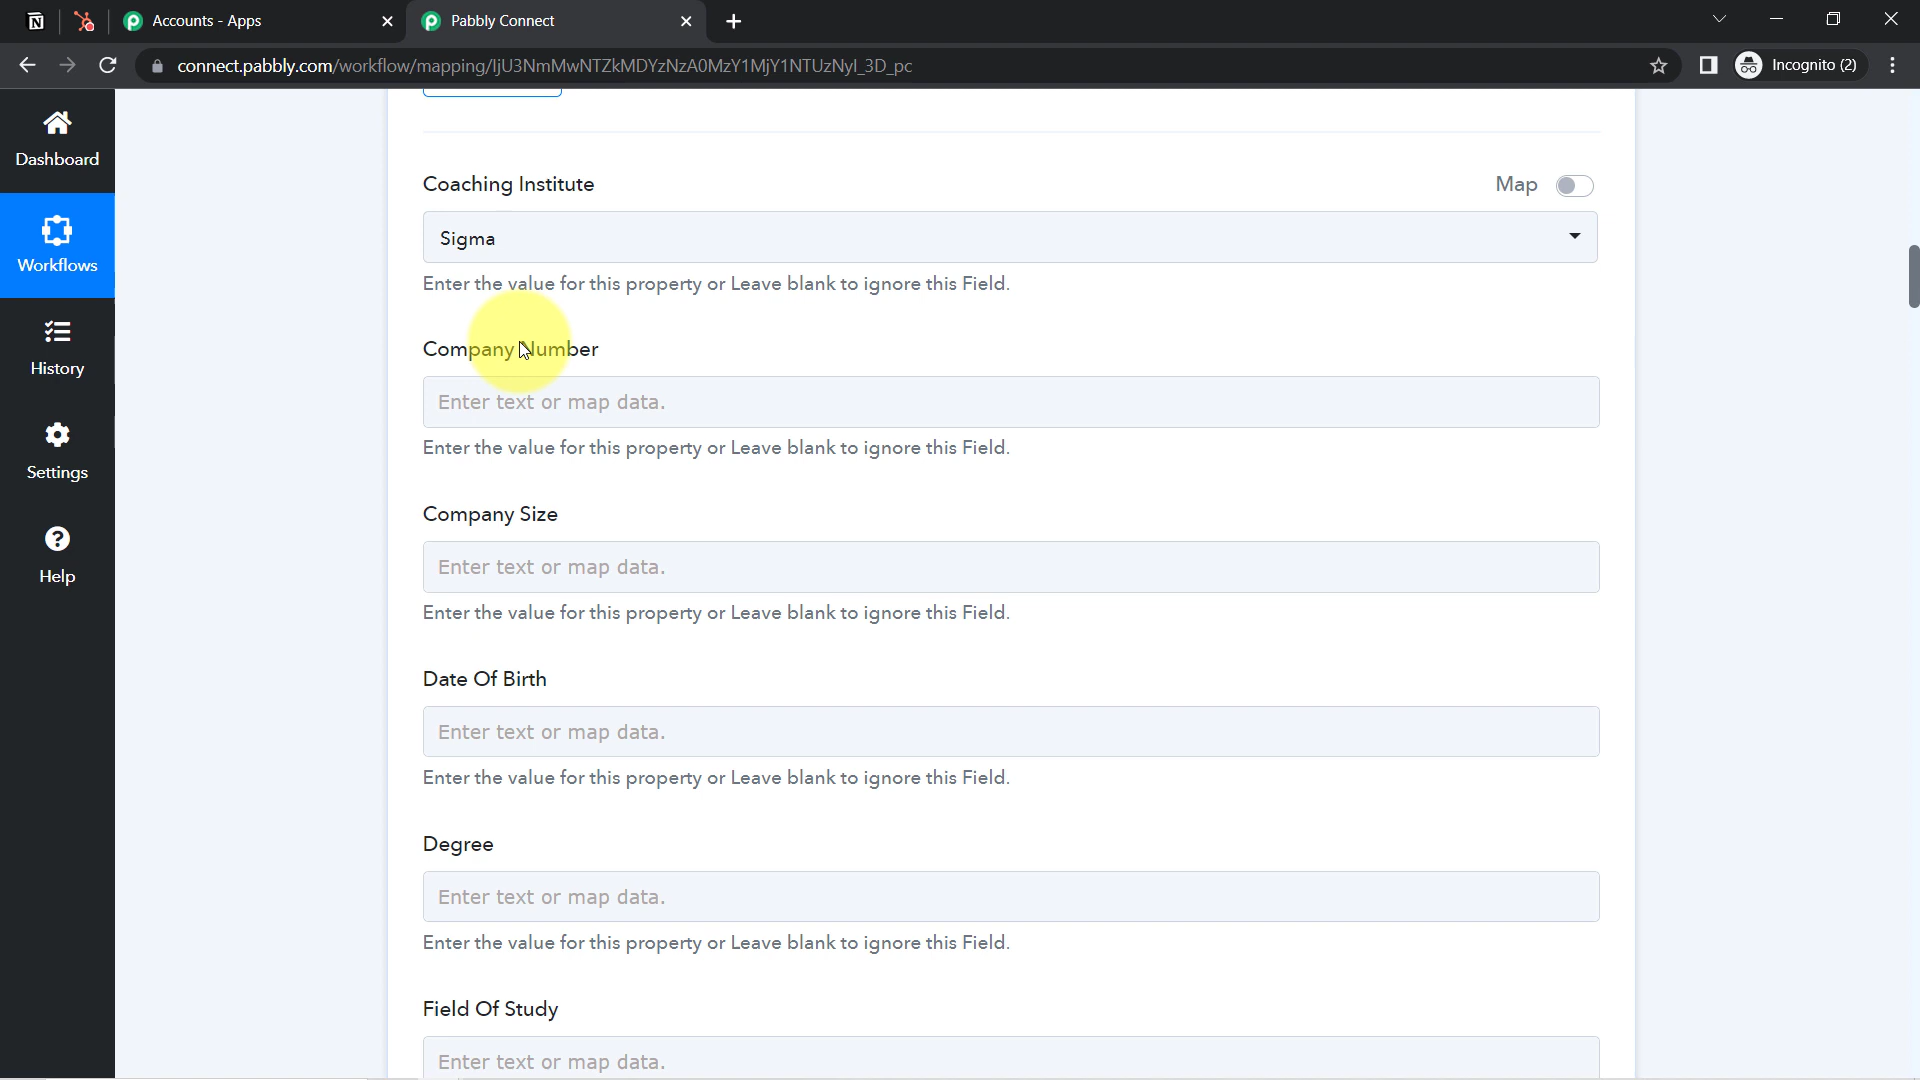 Accounts - Apps
Pabbly Connect
connect.pabbly.com/workflow/mapping/IjU3NmMwNTZkMDYzNzA0MzY1MjY1NTUzNyI_3D_pc
Incognito (2)
Dashboard
Workflows
History
Settings
Help
Coaching Institute
Map
Sigma
Enter the value for this property or Leave blank to ignore this Field.
Company Number
Enter text or map data.
Enter the value for this property or Leave blank to ignore this Field.
Company Size
Enter text or map data.
Enter the value for this property or Leave blank to ignore this Field.
Date Of Birth
Enter text or map data.
Enter the value for this property or Leave blank to ignore this Field.
Degree
Enter text or map data.
Enter the value for this property or Leave blank to ignore this Field.
Field Of Study
Enter text or map data.